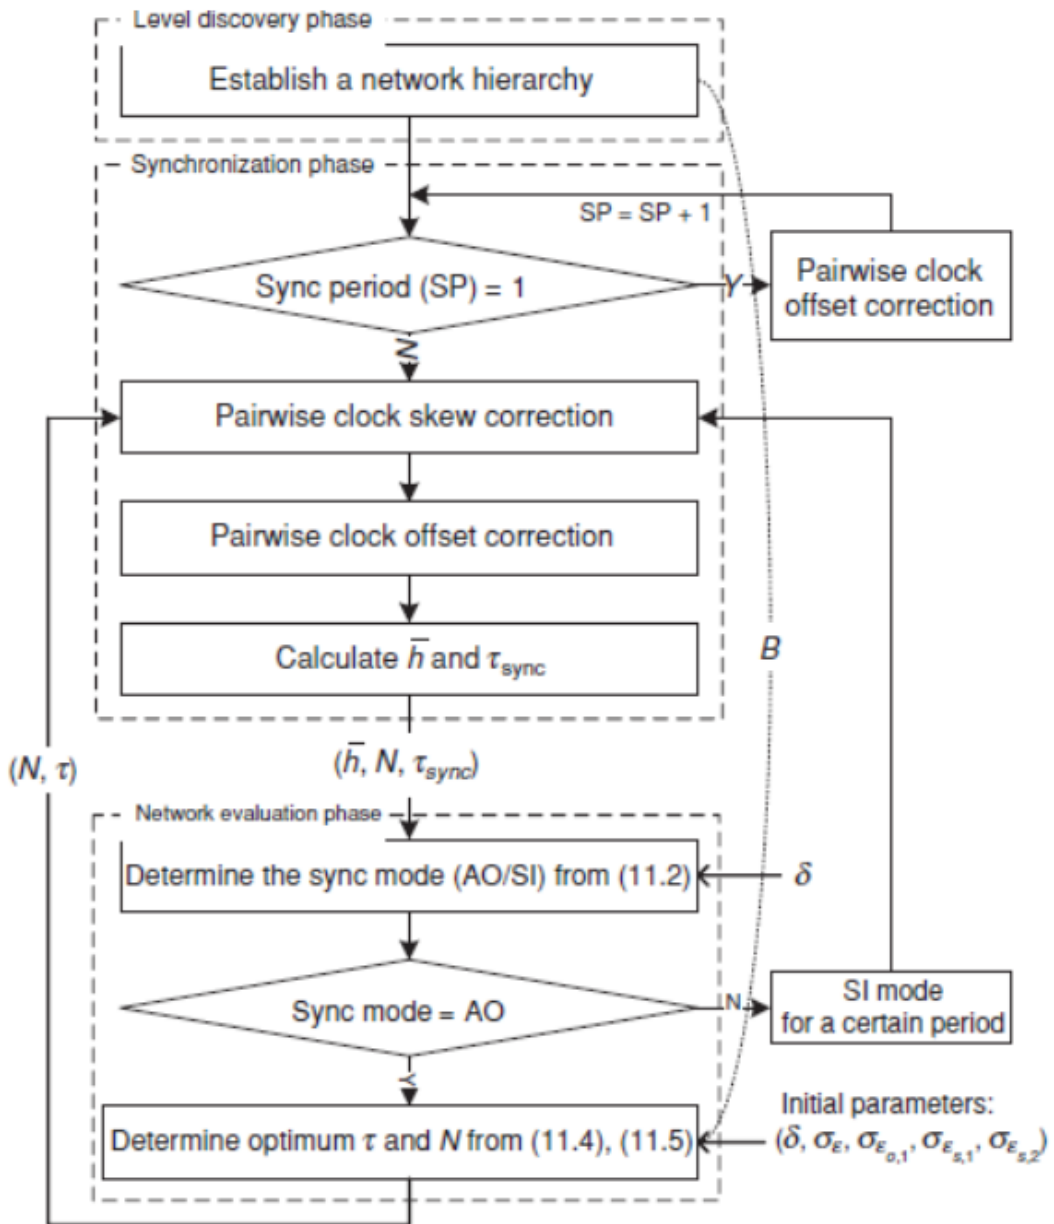 Level discovery phase
Establish a network hierarchy
Synchronization phase
SP = SP + 1
Sync period (SP) = 1
Y
Pairwise clock
offset correction
N
Pairwise clock skew correction
Pairwise clock offset correction
Calculate h̅ and τsync
B
(N, τ)
(h̅, N, τsync)
Network evaluation phase
Determine the sync mode (AO/SI) from (11.2)
δ
Sync mode = AO
N
SI mode
for a certain period
Y
Initial parameters:
Determine optimum τ and N from (11.4), (11.5)
(δ, σε, σεo,1, σεs,1, σεs,2)